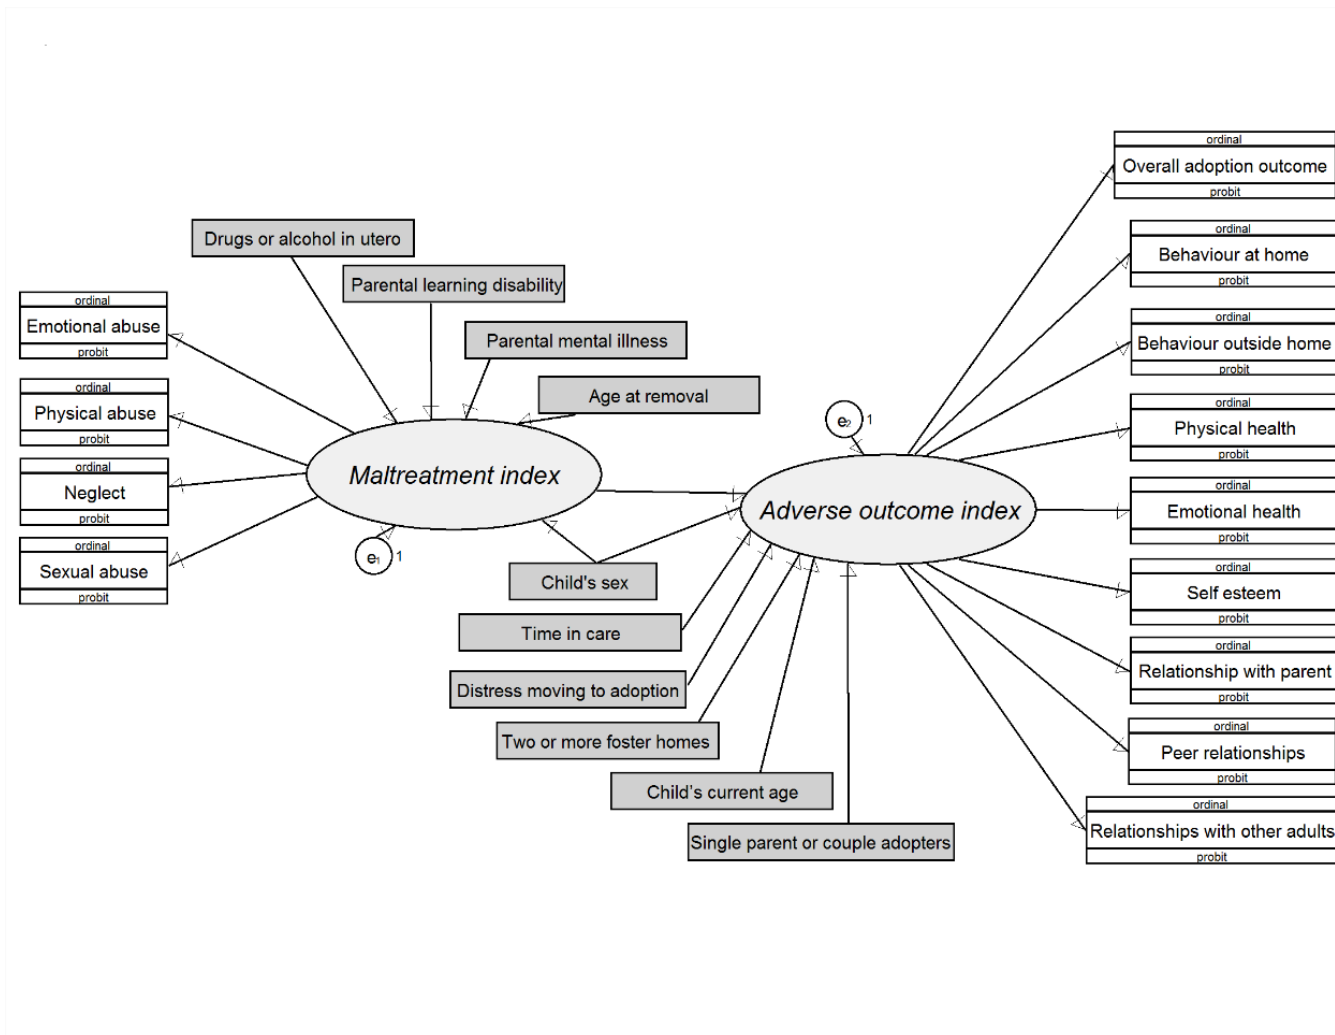 ordinal
Overall adoption outcome
probit
Drugs or alcohol in utero
ordinal
Behaviour at home
probit
Parental learning disability
ordinal
Emotional abuse
probit
Parental mental illness
ordinal
Behaviour outside home
probit
Age at removal
ordinal
Physical abuse
probit
e₂ 1
ordinal
Physical health
probit
Maltreatment index
ordinal
Neglect
probit
Adverse outcome index
ordinal
Emotional health
probit
e₁ 1
ordinal
Sexual abuse
probit
Child's sex
ordinal
Self esteem
probit
Time in care
ordinal
Relationship with parent
probit
Distress moving to adoption
Two or more foster homes
ordinal
Peer relationships
probit
Child's current age
ordinal
Relationships with other adults
probit
Single parent or couple adopters